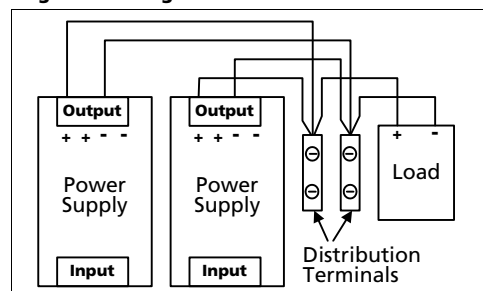 Output
+ + - -
Power
Supply
Input
Output
+ + - -
Power
Supply
Input
Distribution
Terminals
+ -
Load